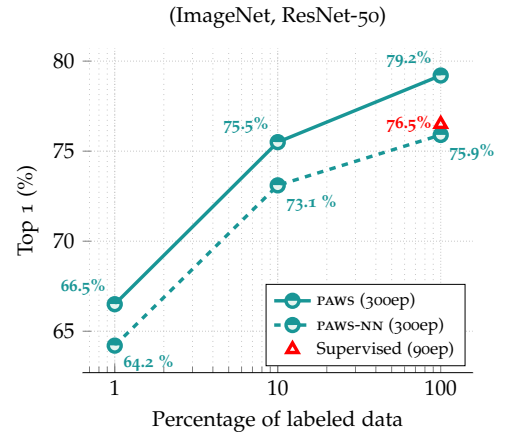 (ImageNet, ResNet-50)
80
79.2%
75.5%
76.5%
75
75.9%
73.1 %
Top 1 (%)
70
66.5%
65
64.2 %
PAWS (300ep)
PAWS-NN (300ep)
Supervised (90ep)
1
10
100
Percentage of labeled data